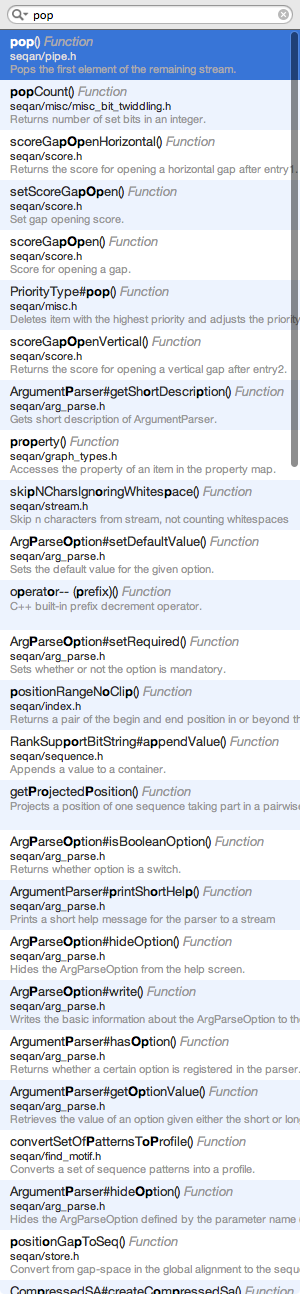 pop
pop() Function
seqan/pipe.h
Pops the first element of the remaining stream.
popCount() Function
seqan/misc/misc_bit_twiddling.h
Returns number of set bits in an integer.
scoreGapOpenHorizontal() Function
seqan/score.h
Returns the score for opening a horizontal gap after entry1.
setScoreGapOpen() Function
seqan/score.h
Set gap opening score.
scoreGapOpen() Function
seqan/score.h
Score for opening a gap.
PriorityType#pop() Function
seqan/misc.h
Deletes item with the highest priority and adjusts the priority
scoreGapOpenVertical() Function
seqan/score.h
Returns the score for opening a vertical gap after entry2.
ArgumentParser#getShortDescription() Function
seqan/arg_parse.h
Gets short description of ArgumentParser.
property() Function
seqan/graph_types.h
Accesses the property of an item in the property map.
skipNCharsIgnoringWhitespace() Function
seqan/stream.h
Skip n characters from stream, not counting whitespaces
ArgParseOption#setDefaultValue() Function
seqan/arg_parse.h
Sets the default value for the given option.
operator-- (prefix)() Function
C++ built-in prefix decrement operator.
ArgParseOption#setRequired() Function
seqan/arg_parse.h
Sets whether or not the option is mandatory.
positionRangeNoClip() Function
seqan/index.h
Returns a pair of the begin and end position in or beyond th
RankSupportBitString#appendValue() Function
seqan/sequence.h
Appends a value to a container.
getProjectedPosition() Function
Projects a position of one sequence taking part in a pairwise
ArgParseOption#isBooleanOption() Function
seqan/arg_parse.h
Returns whether option is a switch.
ArgumentParser#printShortHelp() Function
seqan/arg_parse.h
Prints a short help message for the parser to a stream
ArgParseOption#hideOption() Function
seqan/arg_parse.h
Hides the ArgParseOption from the help screen.
ArgParseOption#write() Function
seqan/arg_parse.h
Writes the basic information about the ArgParseOption to the
ArgumentParser#hasOption() Function
seqan/arg_parse.h
Returns whether a certain option is registered in the parser.
ArgumentParser#getOptionValue() Function
seqan/arg_parse.h
Retrieves the value of an option given either the short or long
convertSetOfPatternsToProfile() Function
seqan/find_motif.h
Converts a set of sequence patterns into a profile.
ArgumentParser#hideOption() Function
seqan/arg_parse.h
Hides the ArgParseOption defined by the parameter name
positionGapToSeq() Function
seqan/store.h
Convert from gap-space in the global alignment to the sequ
CompressedSA#createCompressedSa() Function